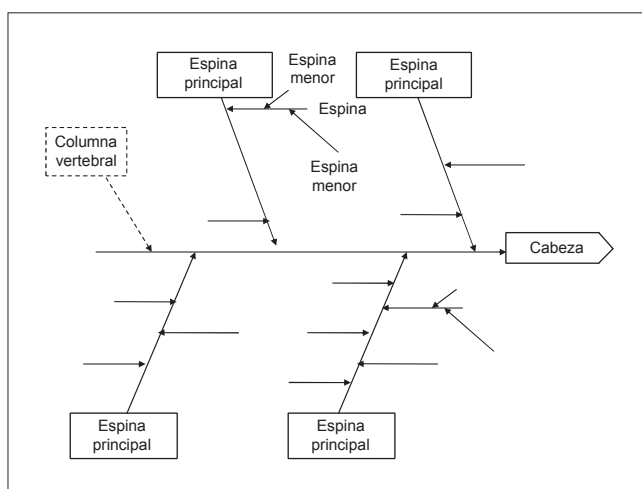 Espina
principal
Espina
menor
Espina
principal
Espina
Columna
vertebral
Espina
menor
Cabeza
Espina
principal
Espina
principal